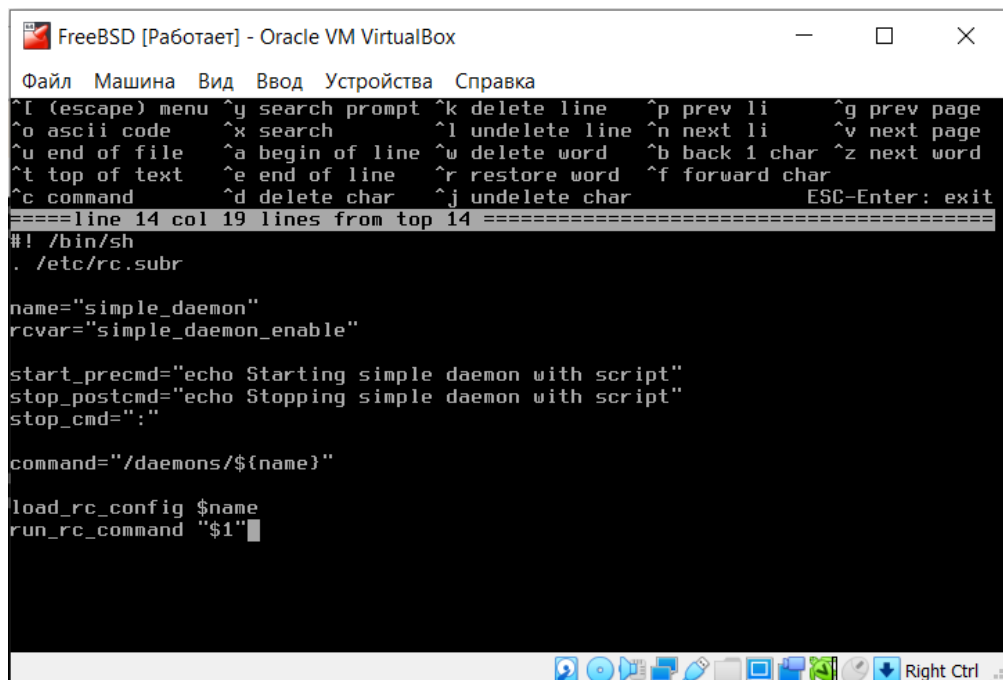 FreeBSD [Работает] - Oracle VM VirtualBox
Файл Машина Вид Ввод Устройства Справка
^[ (escape) menu ^y search prompt ^k delete line ^p prev li ^g prev page
^o ascii code ^x search ^l undelete line ^n next li ^v next page
^u end of file ^a begin of line ^w delete word ^b back 1 char ^z next word
^t top of text ^e end of line ^r restore word ^f forward char
^c command ^d delete char ^j undelete char ESC-Enter: exit
=====line 14 col 19 lines from top 14 =======================================
#! /bin/sh
. /etc/rc.subr
name="simple_daemon"
rcvar="simple_daemon_enable"
start_precmd="echo Starting simple daemon with script"
stop_postcmd="echo Stopping simple daemon with script"
stop_cmd=":"
command="/daemons/${name}"
load_rc_config $name
run_rc_command "$1"
Right Ctrl